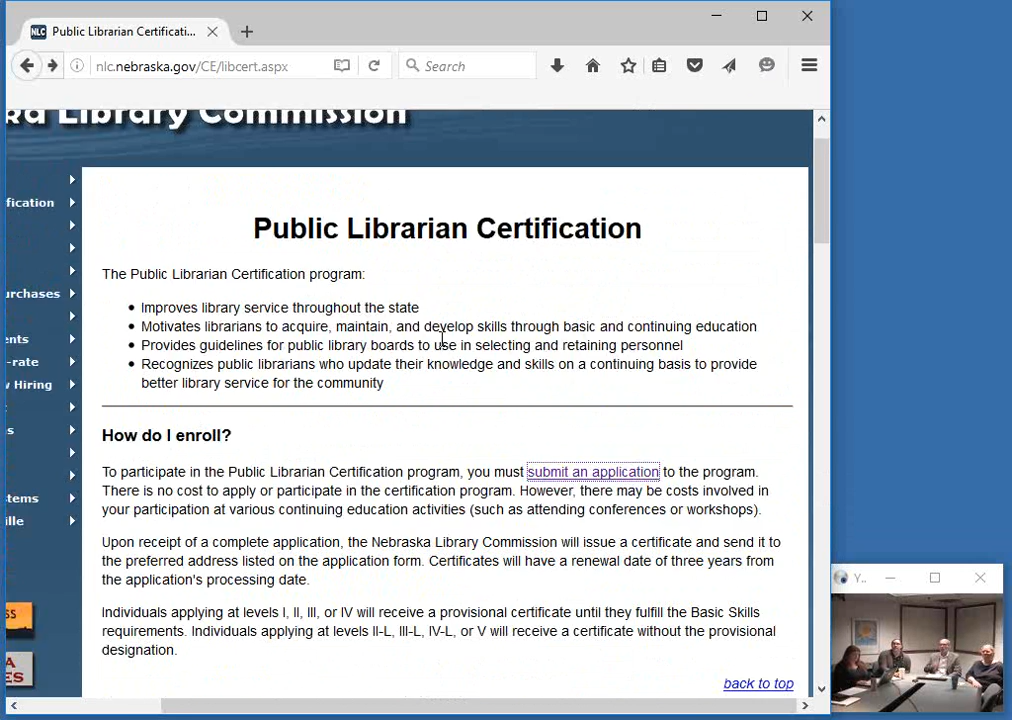 NLC Public Librarian Certificati...
nlc.nebraska.gov/CE/libcert.aspx
Search
Library Commission
Public Librarian Certification
The Public Librarian Certification program:
Improves library service throughout the state
Motivates librarians to acquire, maintain, and develop skills through basic and continuing education
Provides guidelines for public library boards to use in selecting and retaining personnel
Recognizes public librarians who update their knowledge and skills on a continuing basis to provide
better library service for the community
How do I enroll?
To participate in the Public Librarian Certification program, you must submit an application to the program.
There is no cost to apply or participate in the certification program. However, there may be costs involved in
your participation at various continuing education activities (such as attending conferences or workshops).
Upon receipt of a complete application, the Nebraska Library Commission will issue a certificate and send it to
the preferred address listed on the application form. Certificates will have a renewal date of three years from
the application's processing date.
Individuals applying at levels I, II, III, or IV will receive a provisional certificate until they fulfill the Basic Skills
requirements. Individuals applying at levels II-L, III-L, IV-L, or V will receive a certificate without the provisional
designation.
back to top
fication
urchases
ents
-rate
v Hiring
s
stems
ille
SS
A
ES
Y..